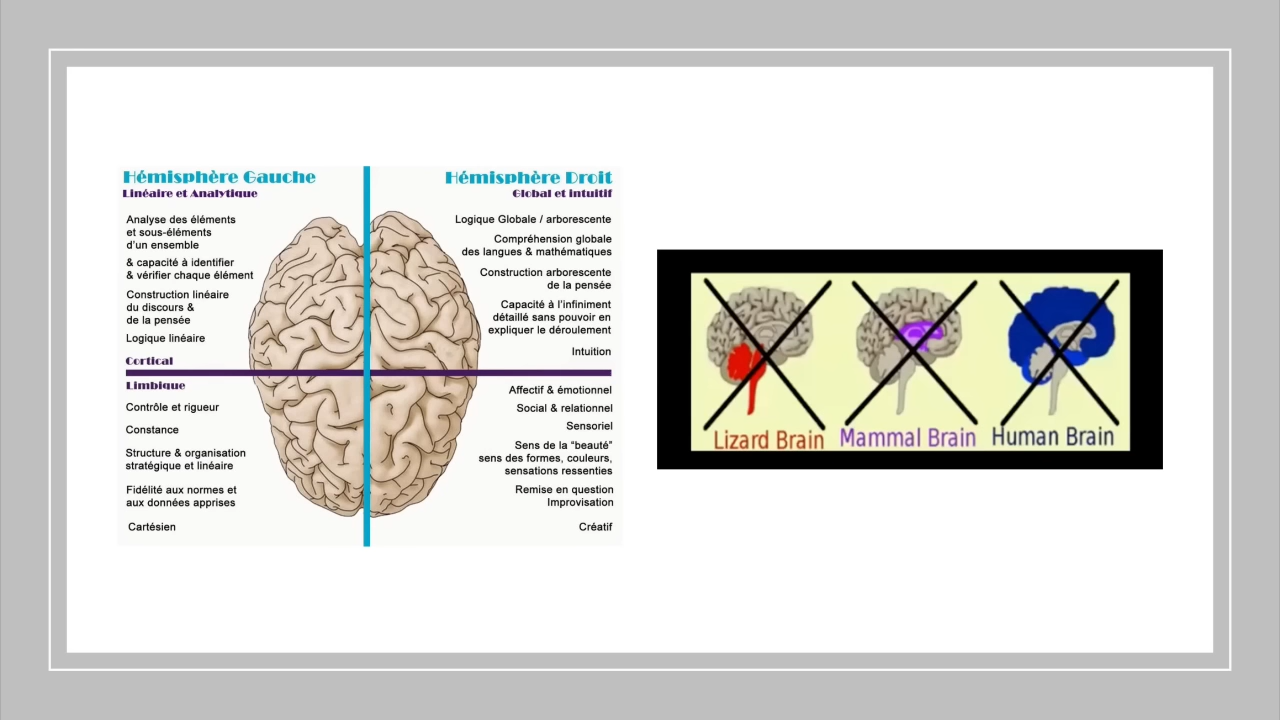 Hémisphère Gauche
Linéaire et Analytique
Analyse des éléments
et sous-éléments
d'un ensemble
& capacité à identifier
& vérifier chaque élément
Construction linéaire
du discours &
de la pensée
Logique linéaire
Cortical
Limbique
Contrôle et rigueur
Constance
Structure & organisation
stratégique et linéaire
Fidélité aux normes et
aux données apprises
Cartésien
Hémisphère Droit
Global et intuitif
Logique Globale / arborescente
Compréhension globale
des langues & mathématiques
Construction arborescente
de la pensée
Capacité à l'infiniment
détaillé sans pouvoir en
expliquer le déroulement
Intuition
Affectif & émotionnel
Social & relationnel
Sensoriel
Sens de la "beauté"
sens des formes, couleurs,
sensations ressenties
Remise en question
Improvisation
Créatif
Lizard Brain
Mammal Brain
Human Brain